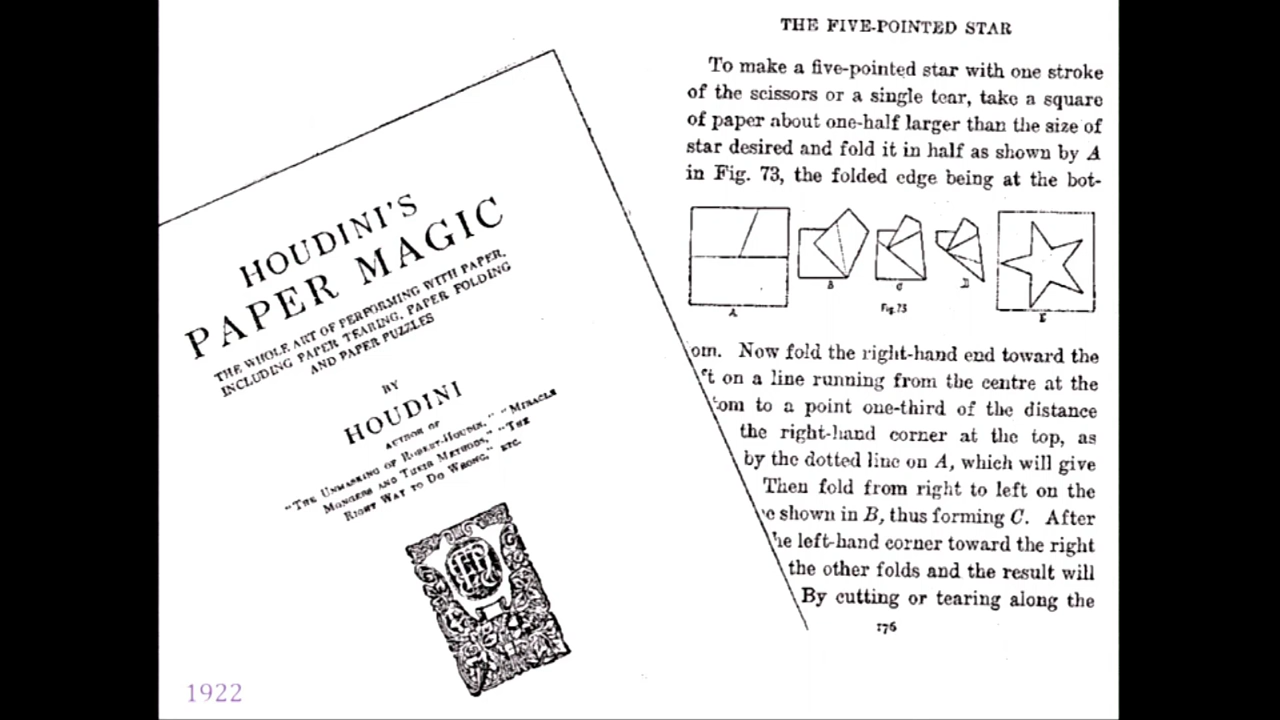 HOUDINI'S
PAPER MAGIC
THE WHOLE ART OF PERFORMING WITH PAPER,
INCLUDING PAPER TEARING, PAPER FOLDING
AND PAPER PUZZLES
BY
HOUDINI
AUTHOR OF
"THE UNMASKING OF ROBERT-HOUDIN," "MIRACLE
MONGERS AND THEIR METHODS," "THE
RIGHT WAY TO DO WRONG," ETC.
1922
THE FIVE-POINTED STAR
To make a five-pointed star with one stroke
of the scissors or a single tear, take a square
of paper about one-half larger than the size of
star desired and fold it in half as shown by A
in Fig. 73, the folded edge being at the bot-
A
B
C
D
E
Fig. 73
om. Now fold the right-hand end toward the
t on a line running from the centre at the
om to a point one-third of the distance
the right-hand corner at the top, as
by the dotted line on A, which will give
Then fold from right to left on the
e shown in B, thus forming C. After
he left-hand corner toward the right
the other folds and the result will
By cutting or tearing along the
176